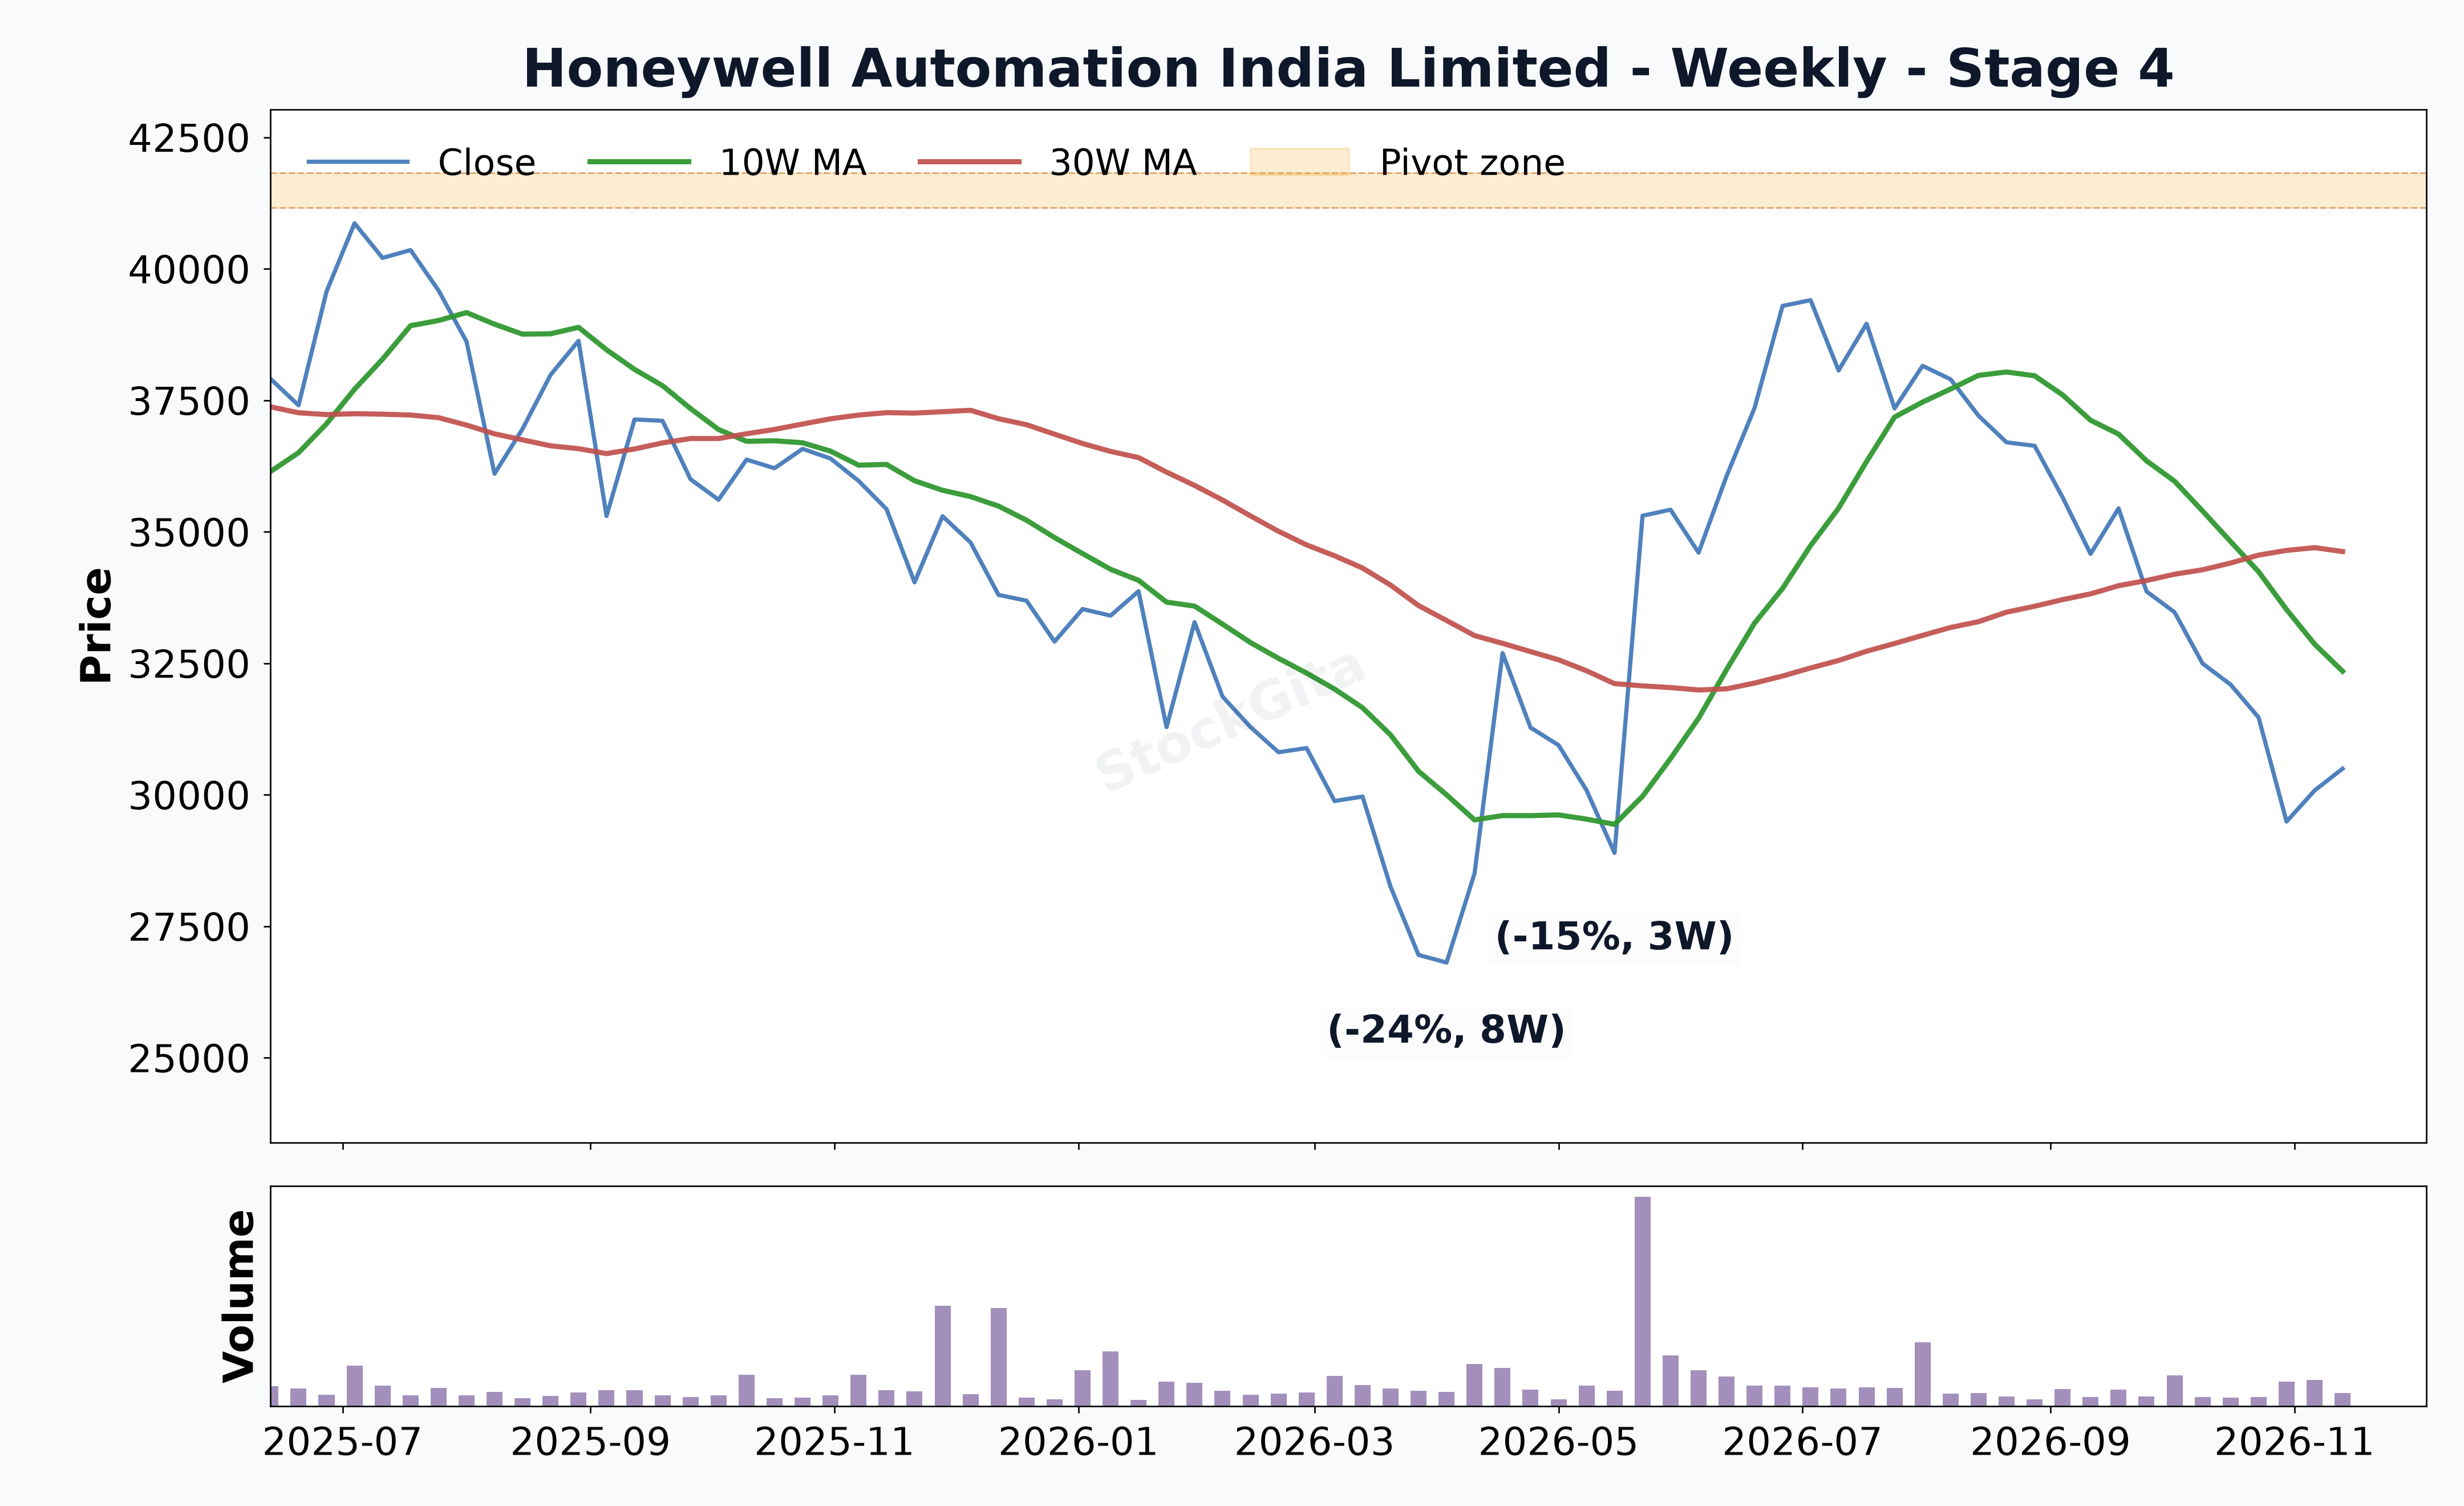 Honeywell Automation India Limited - Weekly - Stage 4
Close 10W MA 30W MA Pivot zone
42500
40000
37500
35000
32500
30000
27500
25000
Price
StockGita
(-15%, 3W)
(-24%, 8W)
Volume
2025-07 2025-09 2025-11 2026-01 2026-03 2026-05 2026-07 2026-09 2026-11